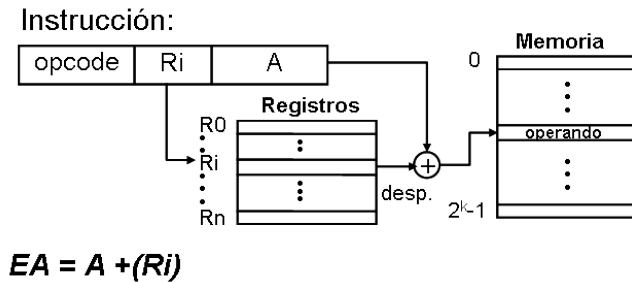 Instrucción:
opcode Ri A
Memoria
0
Registros
R0
operando
Ri
desp.
+
Rn
2ᵏ-1
EA = A +(Ri)